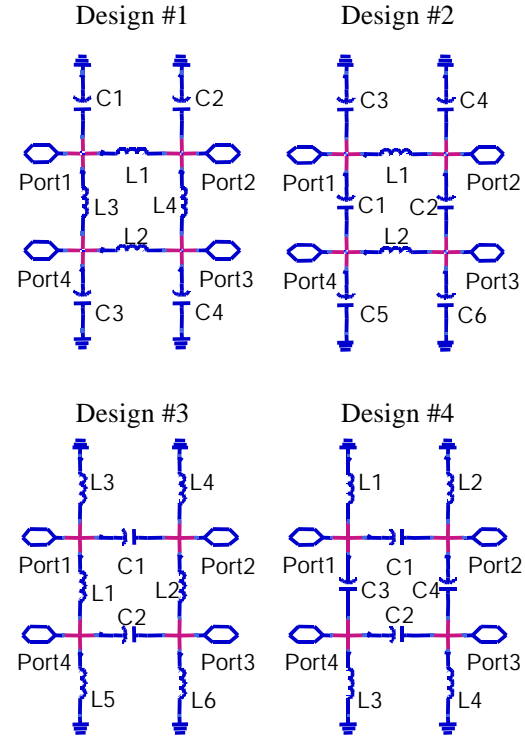 Design #1 Design #2
C1 C2 C3 C4
Port1 L1 Port2 Port1 L1 Port2
L3 L4 C1 C2
L2 L2
Port4 Port3 Port4 Port3
C3 C4 C5 C6
Design #3 Design #4
L3 L4 L1 L2
Port1 C1 Port2 Port1 C1 Port2
L1 L2 C3 C4
C2 C2
Port4 Port3 Port4 Port3
L5 L6 L3 L4